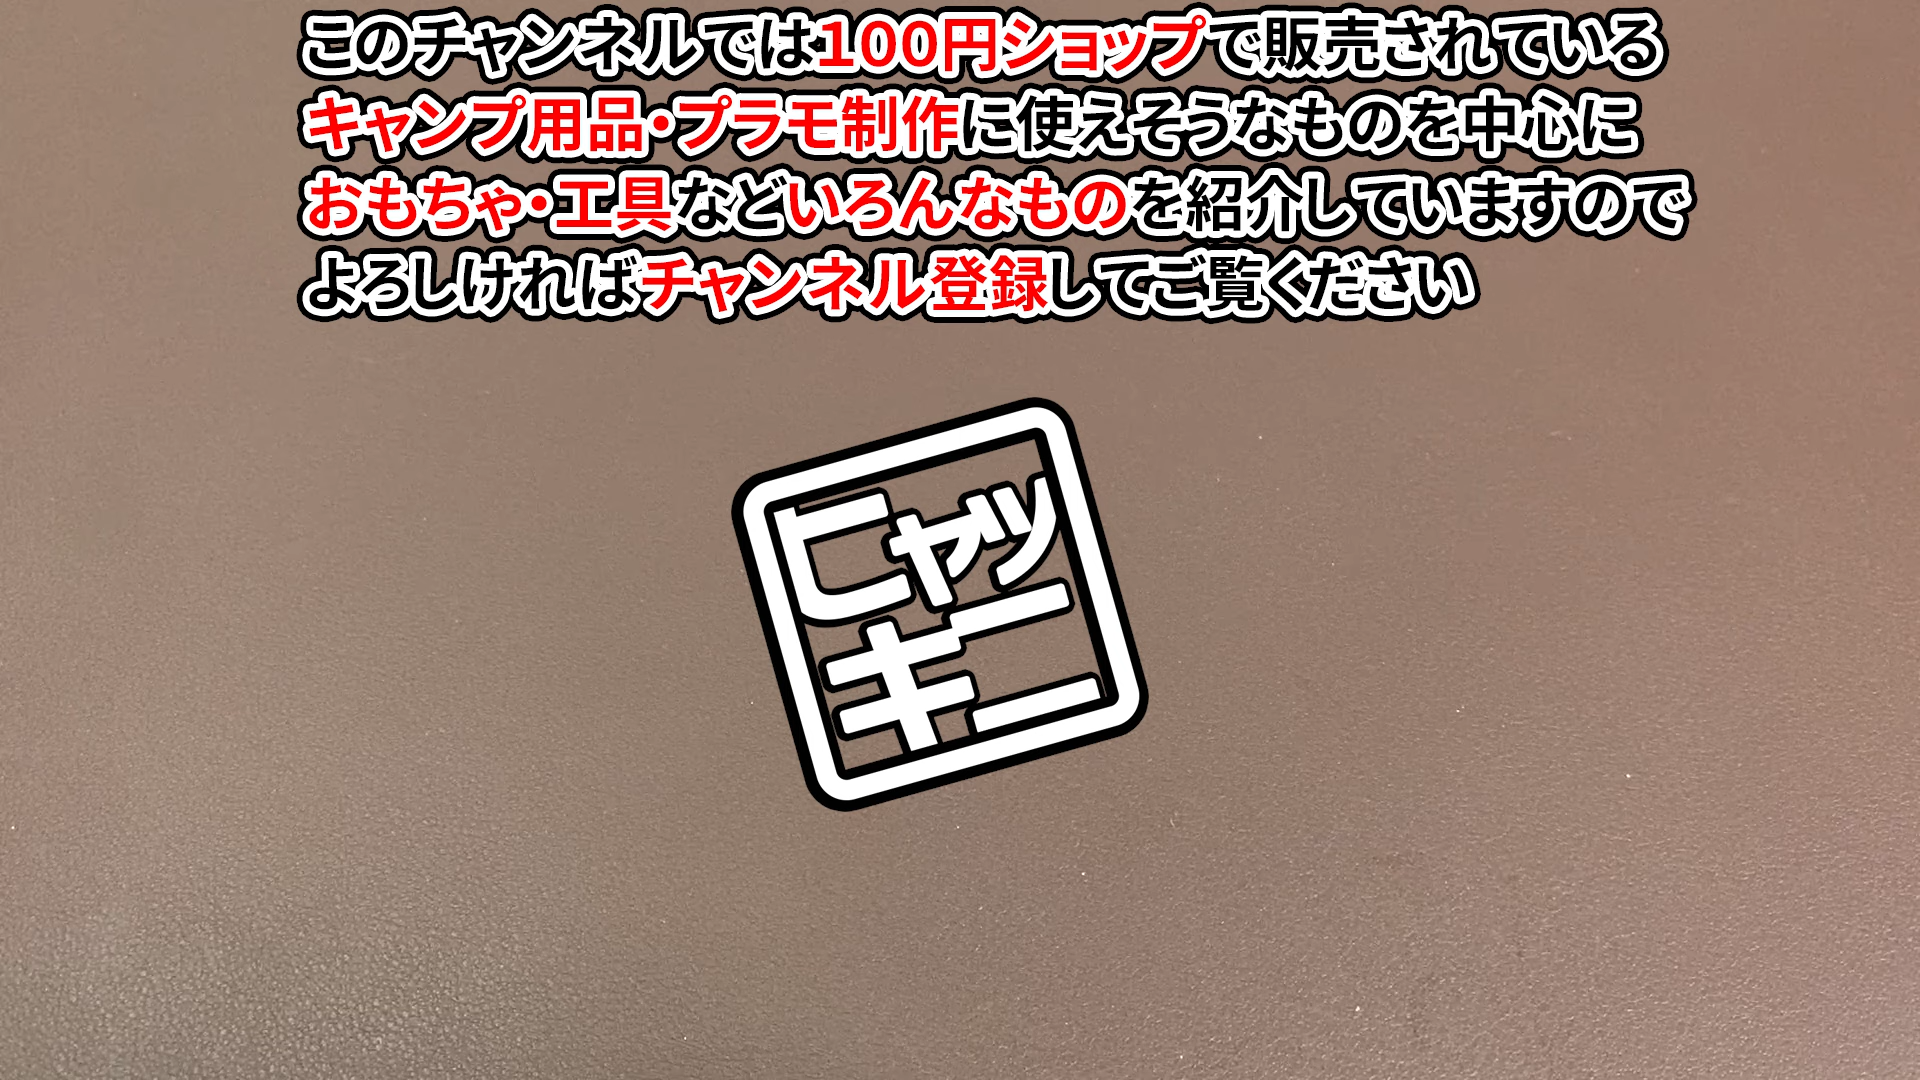 このチャンネルでは100円ショップで販売されている
キャンプ用品・プラモ制作に使えそうなものを中心に
おもちゃ・工具などいろんなものを紹介していますので
よろしければチャンネル登録してご覧ください
ヒャッ
キニ